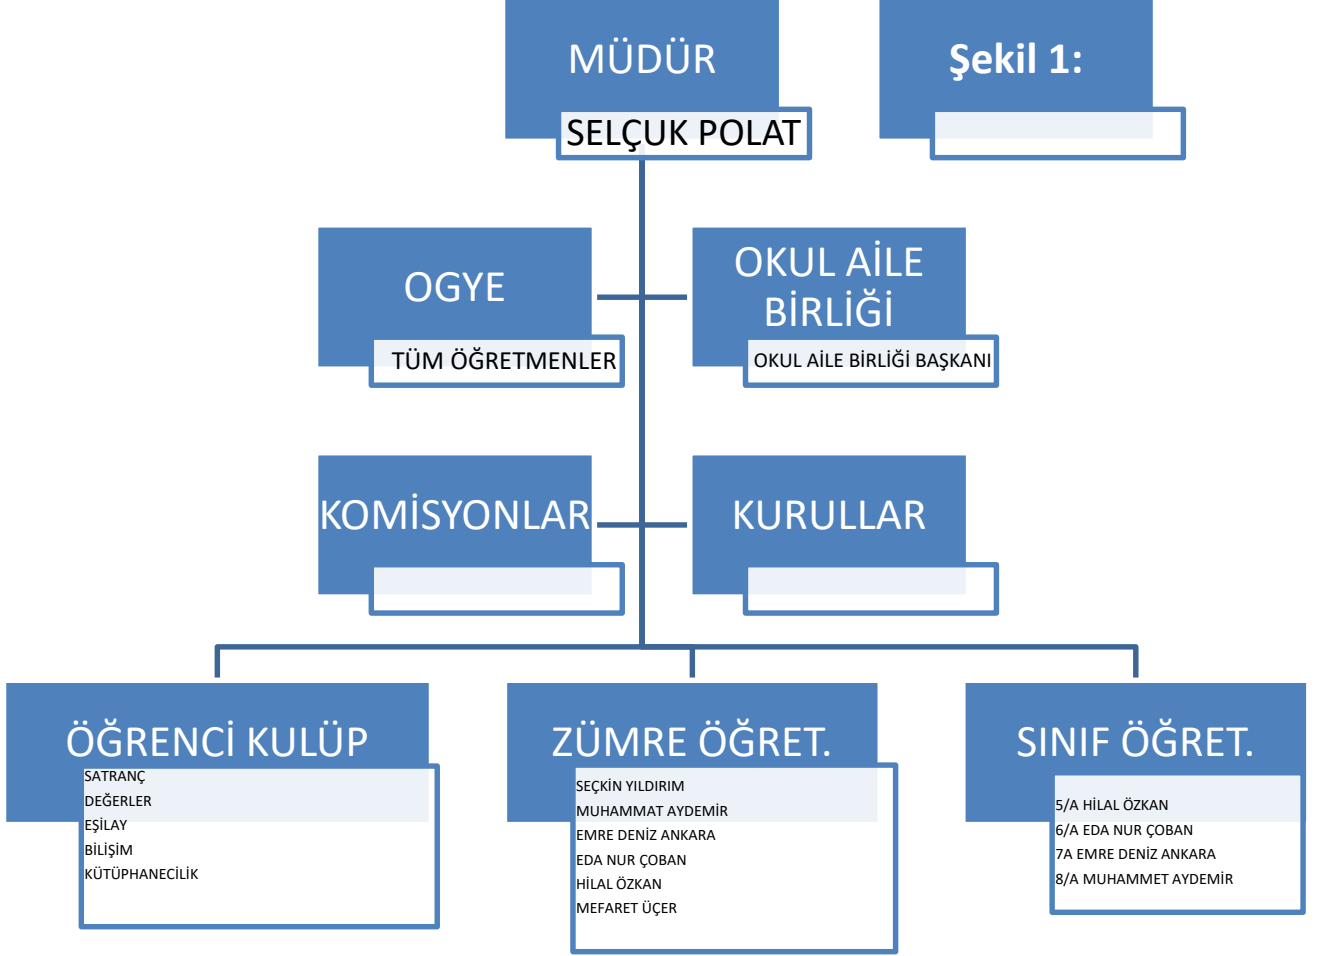 MÜDÜR
SELÇUK POLAT
Şekil 1:
OGYE
TÜM ÖĞRETMENLER
OKUL AİLE
BİRLİĞİ
OKUL AİLE BİRLİĞİ BAŞKANI
KOMİSYONLAR
KURULLAR
ÖĞRENCİ KULÜP
SATRANÇ
DEĞERLER
EŞİLAY
BİLİŞİM
KÜTÜPHANECİLİK
ZÜMRE ÖĞRET.
SEÇKİN YILDIRIM
MUHAMMAT AYDEMİR
EMRE DENİZ ANKARA
EDA NUR ÇOBAN
HİLAL ÖZKAN
MEFARET ÜÇER
SINIF ÖĞRET.
5/A HİLAL ÖZKAN
6/A EDA NUR ÇOBAN
7A EMRE DENİZ ANKARA
8/A MUHAMMET AYDEMİR